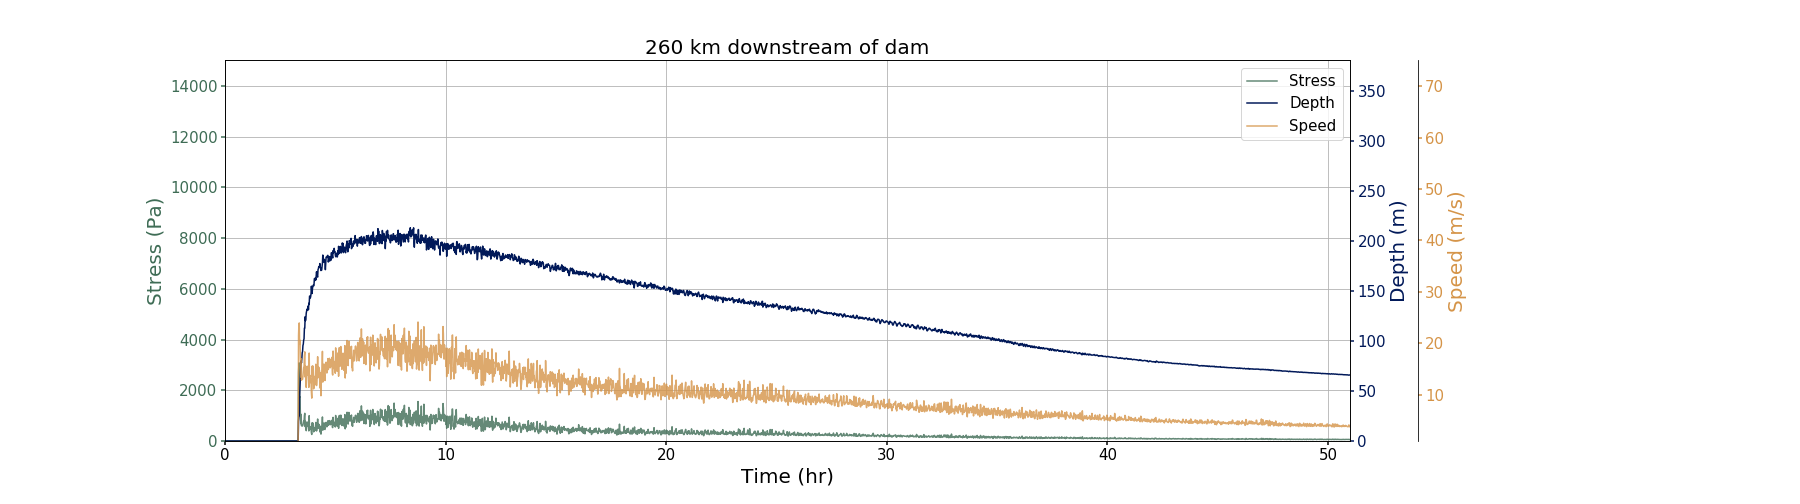 260 km downstream of dam
Stress (Pa)
14000
12000
10000
8000
6000
4000
2000
0
0 10 20 30 40 50
Time (hr)
Stress
Depth
Speed
350
300
250
200
150
100
50
0
Depth (m)
70
60
50
40
30
20
10
Speed (m/s)